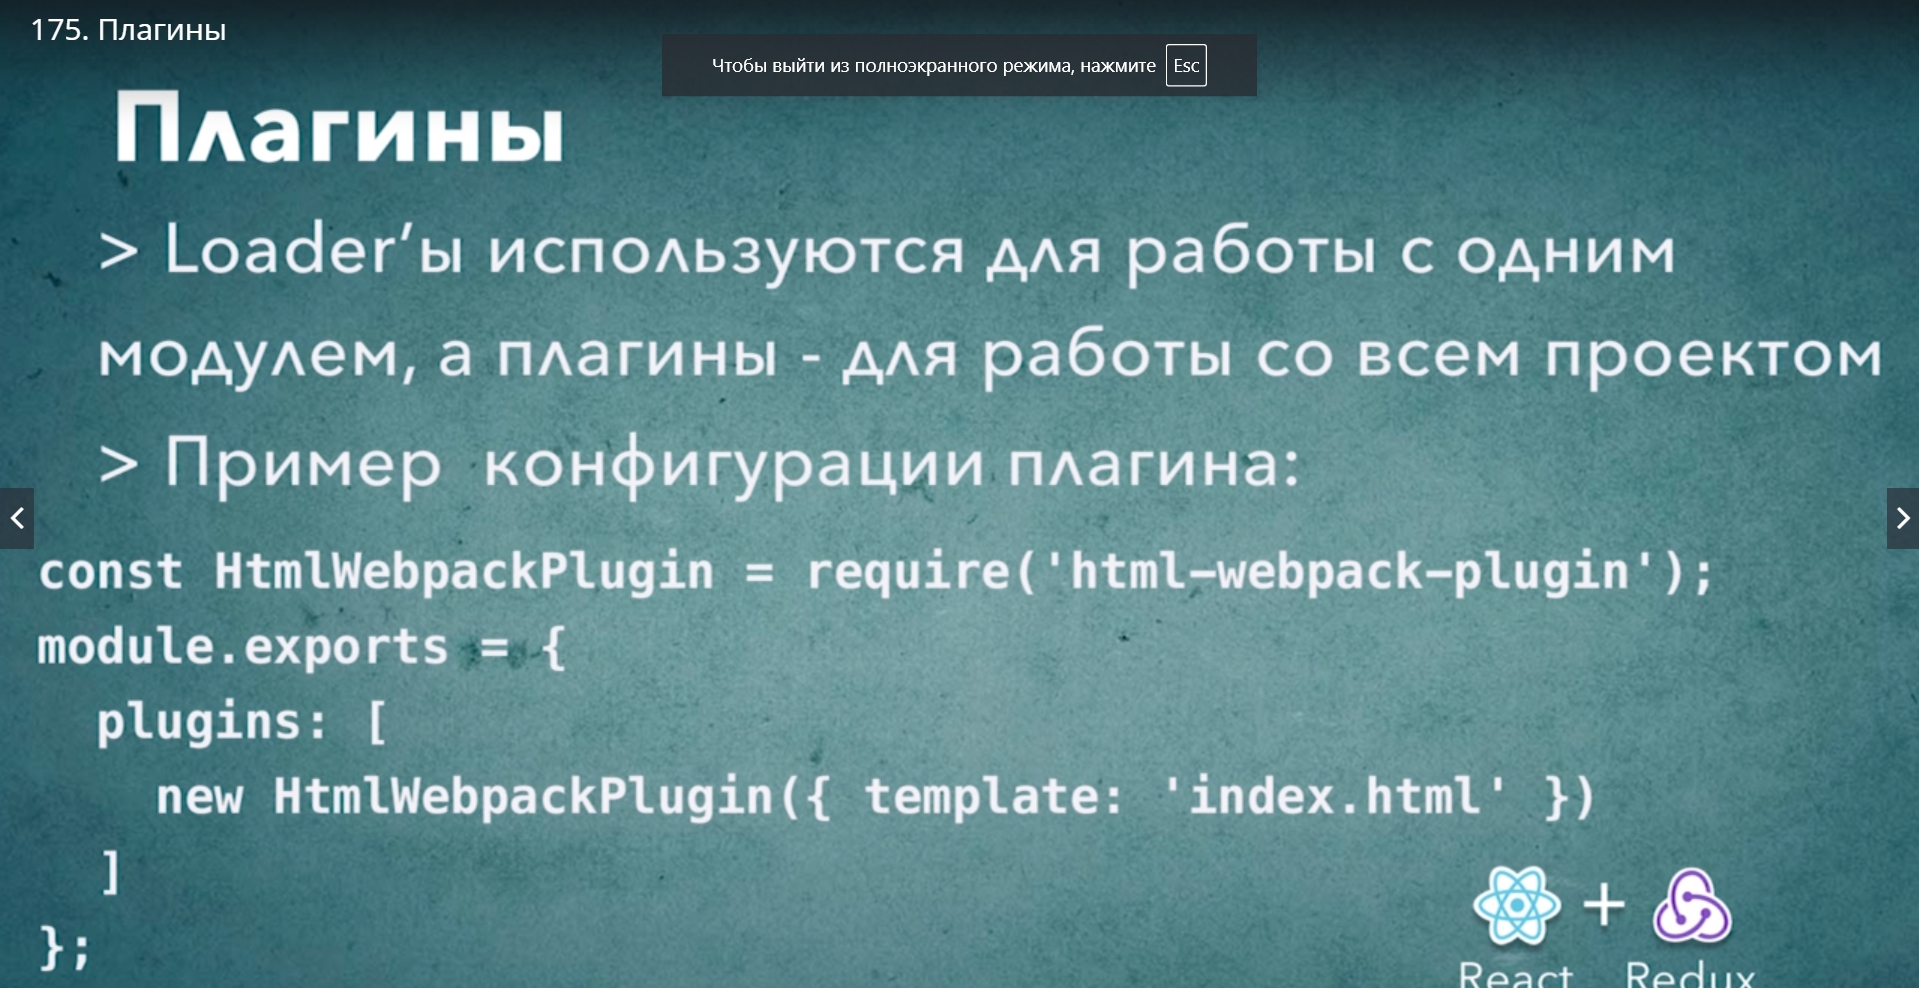 175. Плагины
Чтобы выйти из полноэкранного режима, нажмите Esc
Плагины
> Loader’ы используются для работы с одним
модулем, а плагины - для работы со всем проектом
> Пример конфигурации плагина:
const HtmlWebpackPlugin = require('html-webpack-plugin');
module.exports = {
  plugins: [
    new HtmlWebpackPlugin({ template: 'index.html' })
  ]
};
+
React Redux